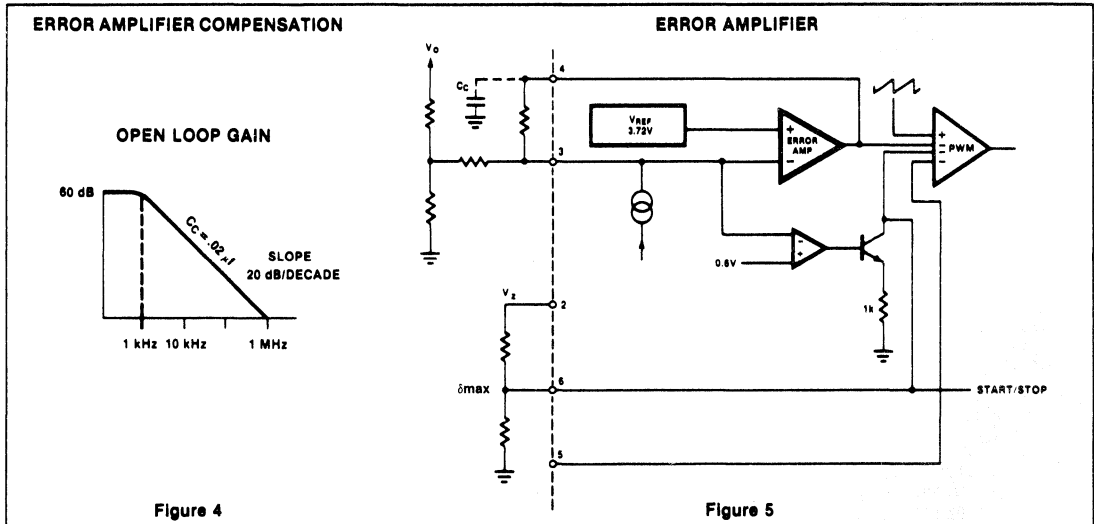 ERROR AMPLIFIER COMPENSATION
OPEN LOOP GAIN
60 dB
CC = .02 μf
SLOPE
20 dB/DECADE
1 kHz 10 kHz 1 MHz
Figure 4
ERROR AMPLIFIER
Vo
CC
4
VREF
3.72V
+
ERROR
AMP
−
3
+
−
−
−
PWM
−
+
0.6V
1k
Vz
2
δmax
6
START/STOP
5
Figure 5